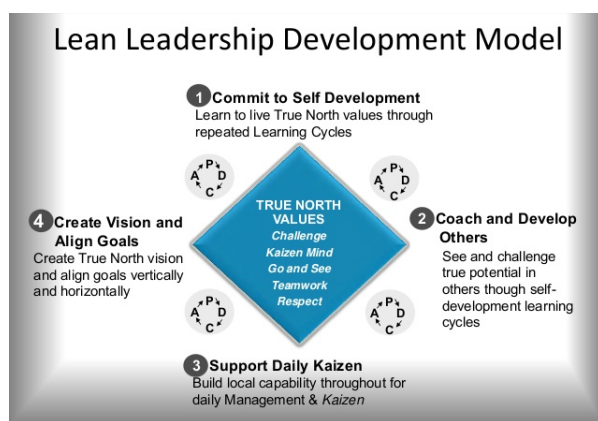 Lean Leadership Development Model
1 Commit to Self Development
Learn to live True North values through
repeated Learning Cycles
P
A D
C
P
A D
C
TRUE NORTH
VALUES
Challenge
Kaizen Mind
Go and See
Teamwork
Respect
4 Create Vision and
Align Goals
Create True North vision
and align goals vertically
and horizontally
2 Coach and Develop
Others
See and challenge
true potential in
others though self-
development learning
cycles
P
A D
C
P
A D
C
3 Support Daily Kaizen
Build local capability throughout for
daily Management & Kaizen